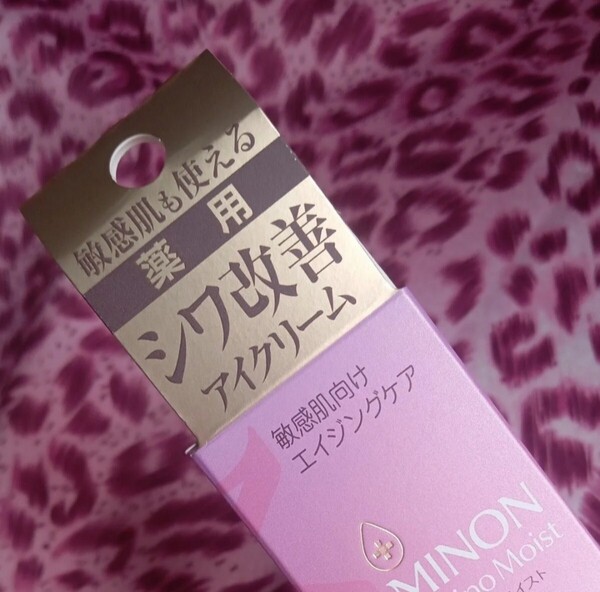 敏感肌も使える
薬用
シワ改善
アイクリーム
敏感肌向け
エイジングケア
MINON
Moist